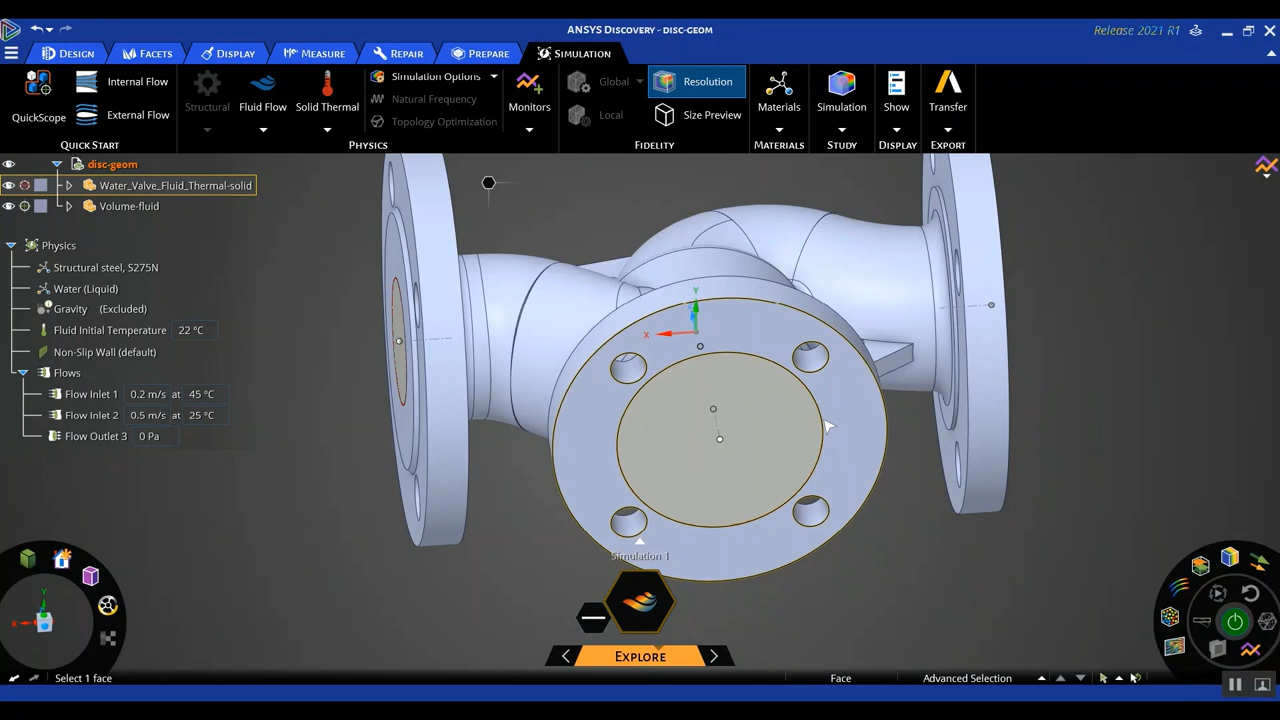 ANSYS Discovery - DISC-GEOM
Release 2021 R1
Design Facets Display Measure Repair Prepare Simulation
QuickScope
Internal Flow
External Flow
Structural
Fluid Flow
Solid Thermal
Simulation Options
Natural Frequency
Topology Optimization
Monitors
Global
Local
Resolution
Size Preview
Materials
Simulation
Show
Transfer
Quick Start Physics Fidelity Materials Study Display Export
disc-geom
Water_Valve_Fluid_Thermal-solid
Volume-fluid
Physics
Structural steel, S275N
Water (Liquid)
Gravity (Excluded)
Fluid Initial Temperature 22 °C
Non-Slip Wall (default)
Flows
Flow Inlet 1 0.2 m/s at 45 °C
Flow Inlet 2 0.5 m/s at 25 °C
Flow Outlet 3 0 Pa
Y
X
Simulation 1
Explore
Y
X
Select 1 face
Face
Advanced Selection